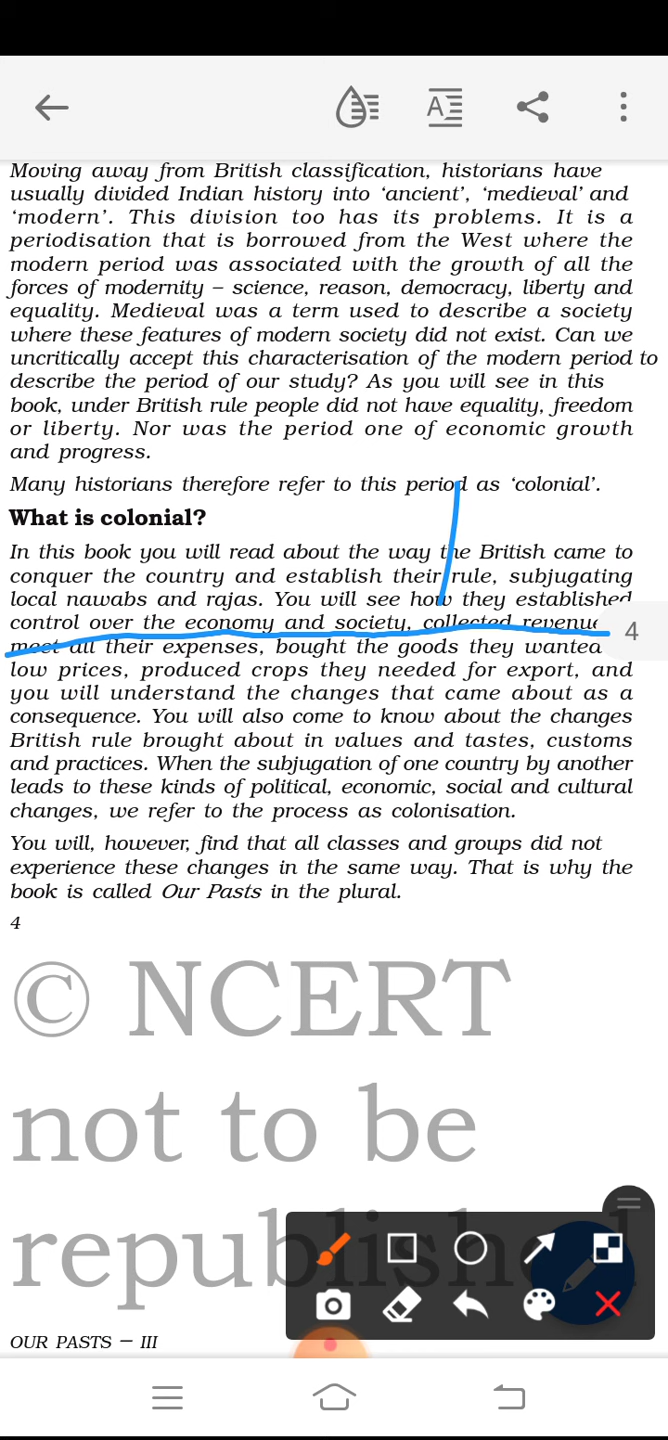 Moving away from British classification, historians have
usually divided Indian history into ‘ancient’, ‘medieval’ and
‘modern’. This division too has its problems. It is a
periodisation that is borrowed from the West where the
modern period was associated with the growth of all the
forces of modernity – science, reason, democracy, liberty and
equality. Medieval was a term used to describe a society
where these features of modern society did not exist. Can we
uncritically accept this characterisation of the modern period to
describe the period of our study? As you will see in this
book, under British rule people did not have equality, freedom
or liberty. Nor was the period one of economic growth
and progress.
Many historians therefore refer to this period as ‘colonial’.
What is colonial?
In this book you will read about the way the British came to
conquer the country and establish their rule, subjugating
local nawabs and rajas. You will see how they established
control over the economy and society, collected revenue
meet all their expenses, bought the goods they wanted
low prices, produced crops they needed for export, and
you will understand the changes that came about as a
consequence. You will also come to know about the changes
British rule brought about in values and tastes, customs
and practices. When the subjugation of one country by another
leads to these kinds of political, economic, social and cultural
changes, we refer to the process as colonisation.
You will, however, find that all classes and groups did not
experience these changes in the same way. That is why the
book is called Our Pasts in the plural.
4
4
© NCERT
not to be
republished
OUR PASTS – III